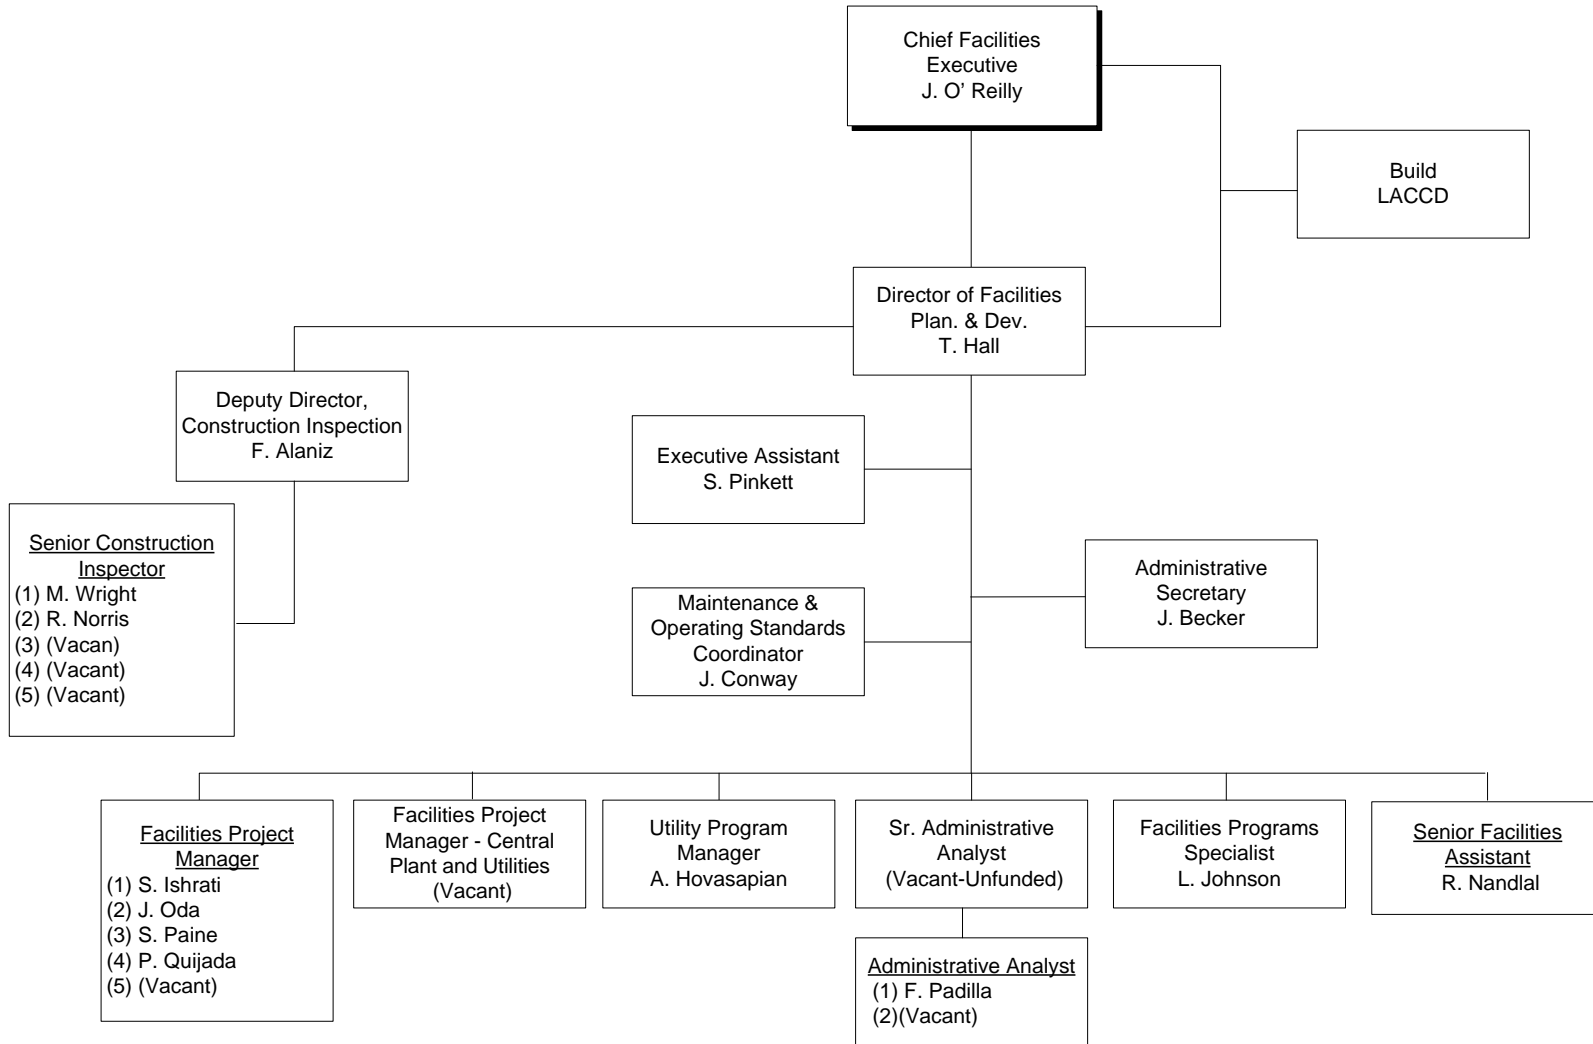 Chief Facilities
Executive
J. O' Reilly
Build
LACCD
Director of Facilities
Plan. & Dev.
T. Hall
Deputy Director,
Construction Inspection
F. Alaniz
Executive Assistant
S. Pinkett
Senior Construction
Inspector
(1) M. Wright
(2) R. Norris
(3) (Vacan)
(4) (Vacant)
(5) (Vacant)
Administrative
Secretary
J. Becker
Maintenance &
Operating Standards
Coordinator
J. Conway
Facilities Project
Manager
(1) S. Ishrati
(2) J. Oda
(3) S. Paine
(4) P. Quijada
(5) (Vacant)
Facilities Project
Manager - Central
Plant and Utilities
(Vacant)
Utility Program
Manager
A. Hovasapian
Sr. Administrative
Analyst
(Vacant-Unfunded)
Facilities Programs
Specialist
L. Johnson
Senior Facilities
Assistant
R. Nandlal
Administrative Analyst
(1) F. Padilla
(2)(Vacant)